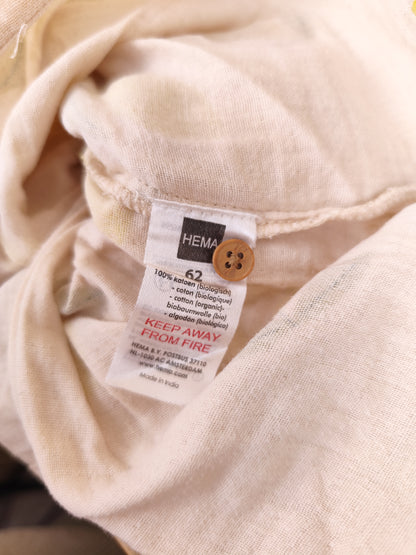 HEMA
62
100% katoen (biologisch)
- coton (biologique)
- cotton (organic)-
biobaumwolle (bio)
- algodón (biológico)
KEEP AWAY
FROM FIRE
HEMA B.V. POSTBUS 37110
NL-1030 AC AMSTERDAM
www.hema.com
Made in India